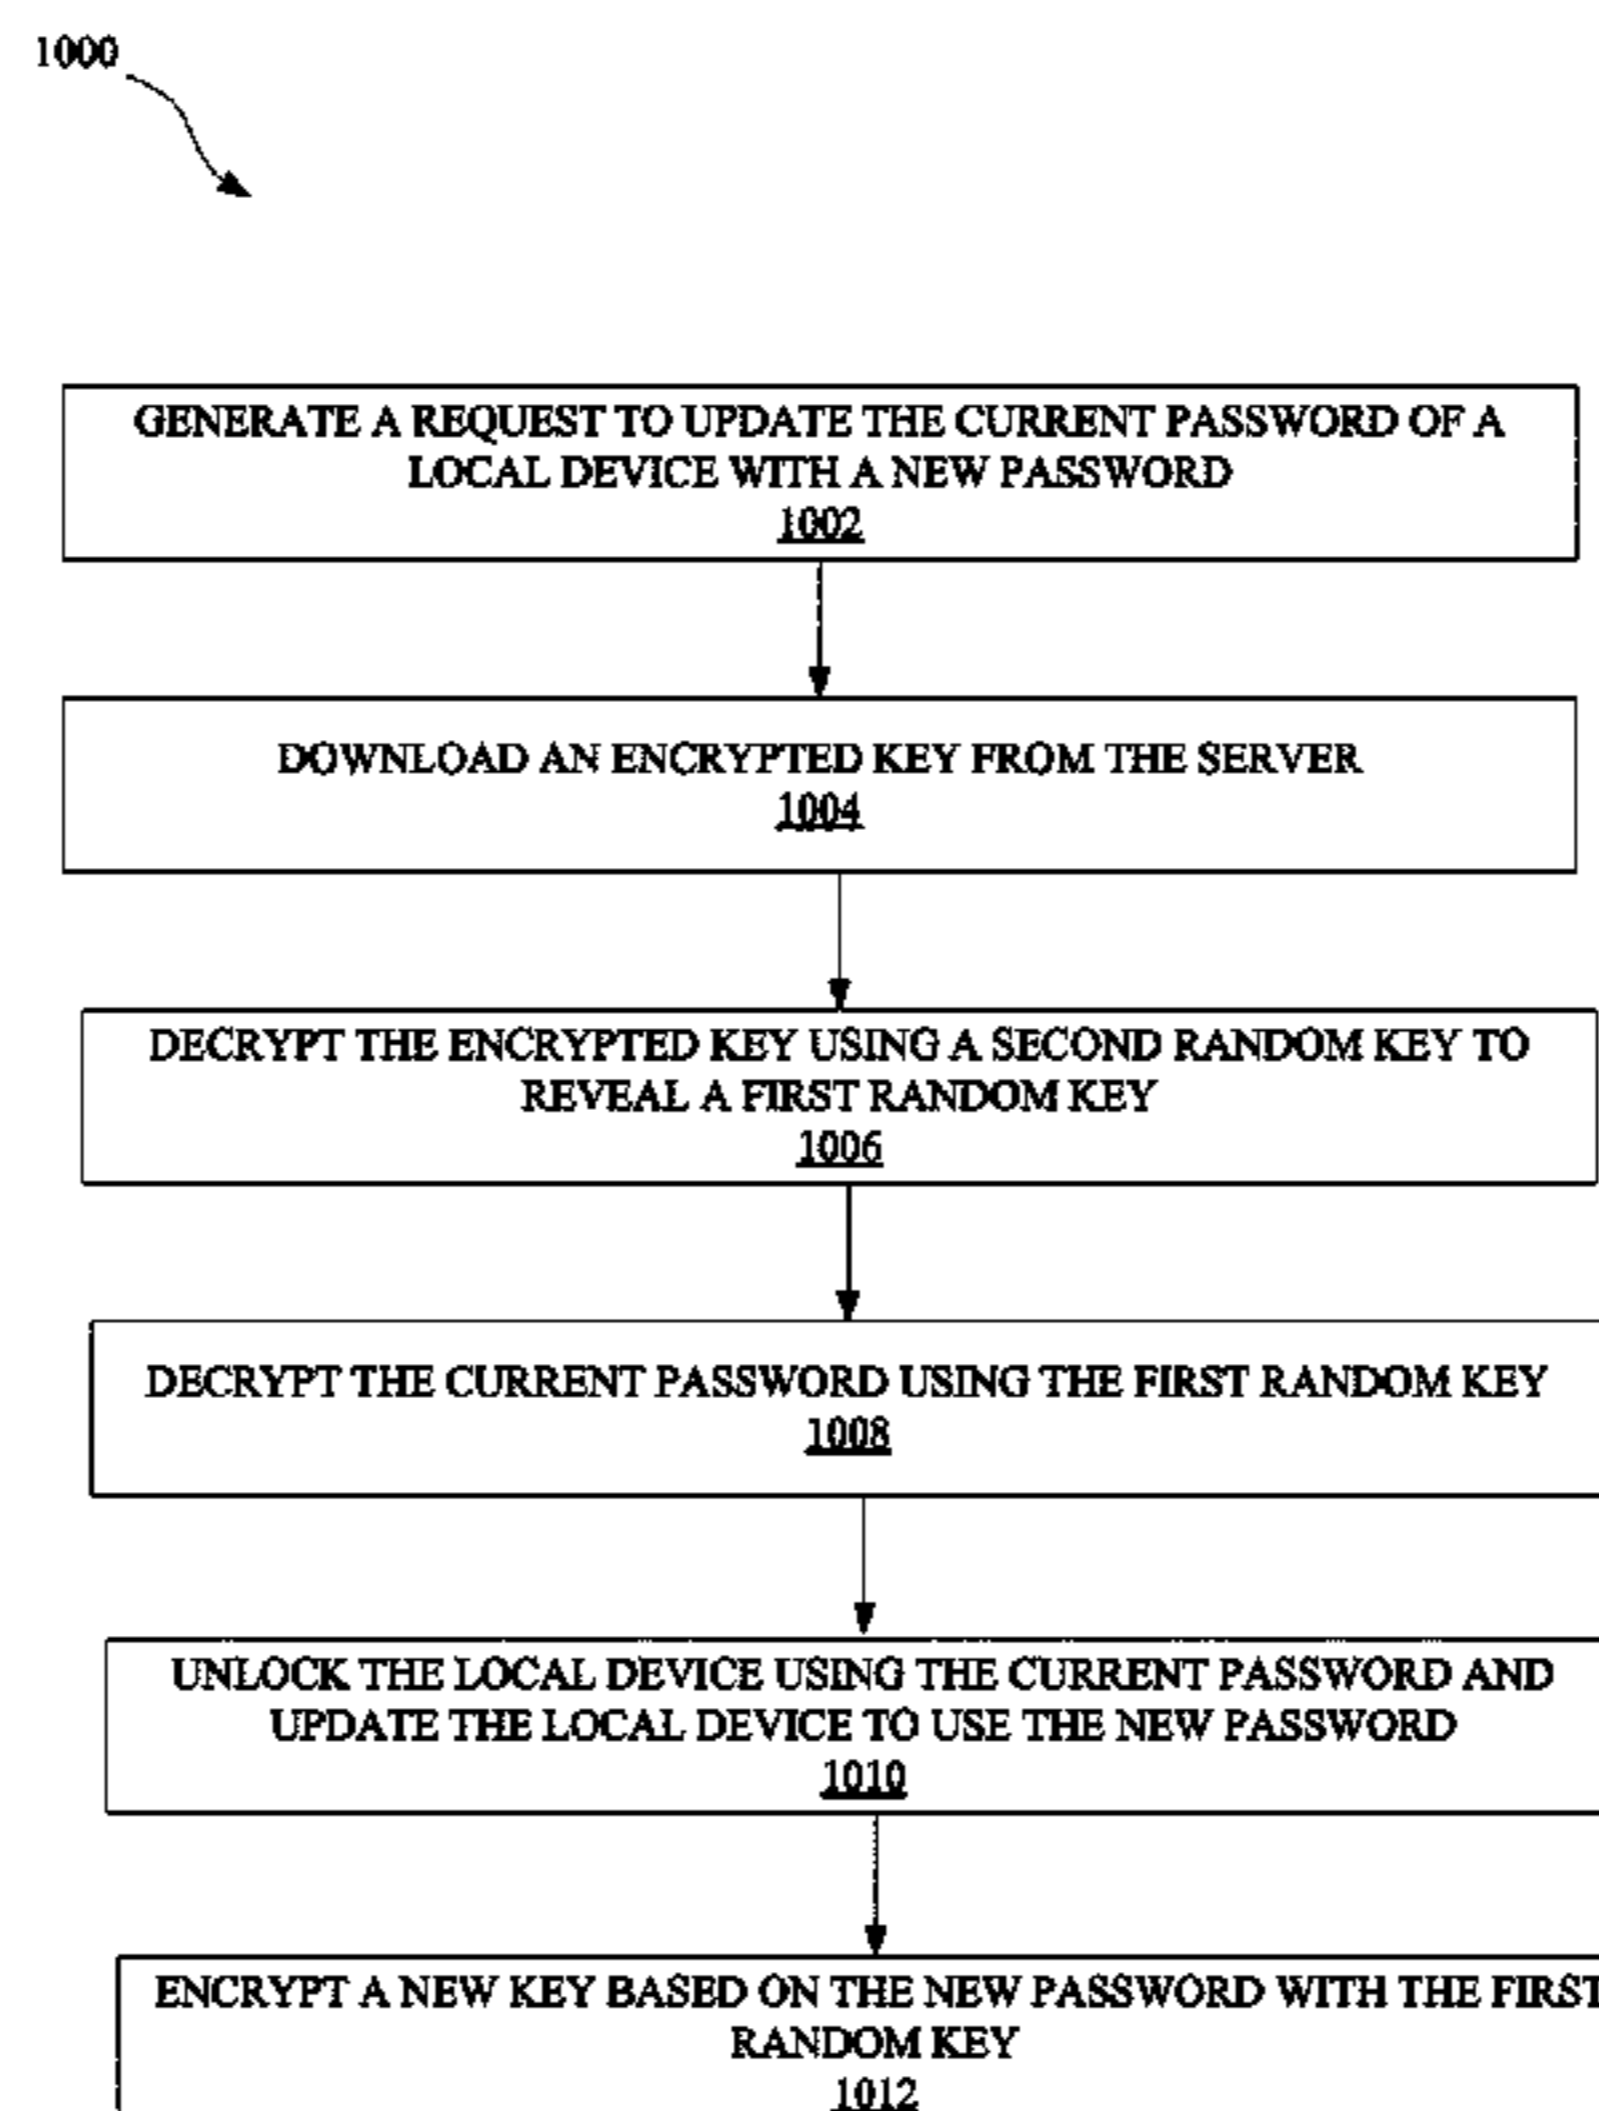 1000
GENERATE A REQUEST TO UPDATE THE CURRENT PASSWORD OF A
LOCAL DEVICE WITH A NEW PASSWORD
1002
DOWNLOAD AN ENCRYPTED KEY FROM THE SERVER
1004
DECRYPT THE ENCRYPTED KEY USING A SECOND RANDOM KEY TO
REVEAL A FIRST RANDOM KEY
1006
DECRYPT THE CURRENT PASSWORD USING THE FIRST RANDOM KEY
1008
UNLOCK THE LOCAL DEVICE USING THE CURRENT PASSWORD AND
UPDATE THE LOCAL DEVICE TO USE THE NEW PASSWORD
1010
ENCRYPT A NEW KEY BASED ON THE NEW PASSWORD WITH THE FIRST
RANDOM KEY
1012